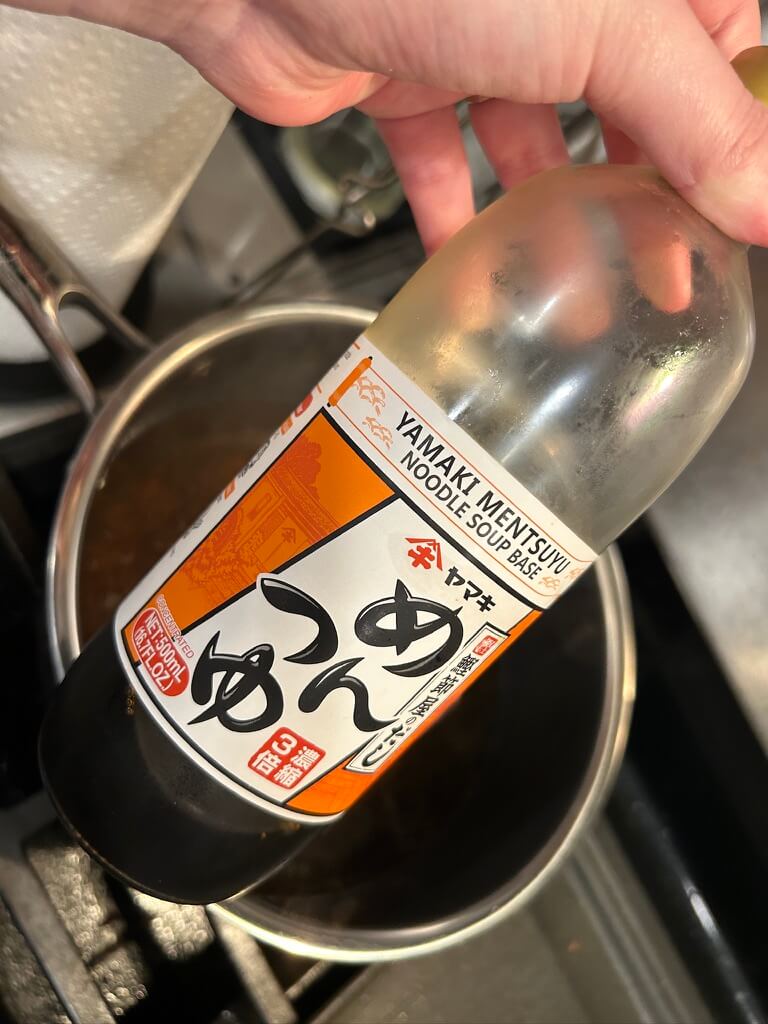 YAMAKI MENTSUYU
NOODLE SOUP BASE
ヤマキ
めんつゆ
鰹節屋のだし
濃縮
3倍
CONCENTRATED
NET:500mL
(16.7FL.OZ.)